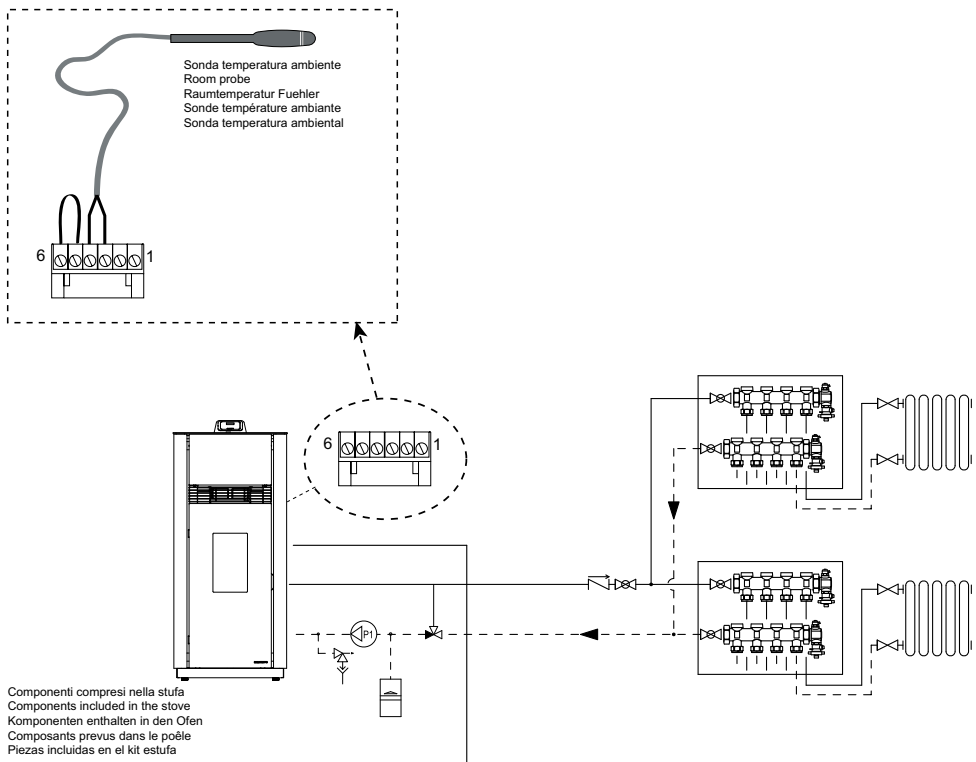 Sonda temperatura ambiente
Room probe
Raumtemperatur Fuehler
Sonde température ambiante
Sonda temperatura ambiental
6 1
6 1
P1
Componenti compresi nella stufa
Components included in the stove
Komponenten enthalten in den Ofen
Composants prevus dans le poêle
Piezas incluidas en el kit estufa